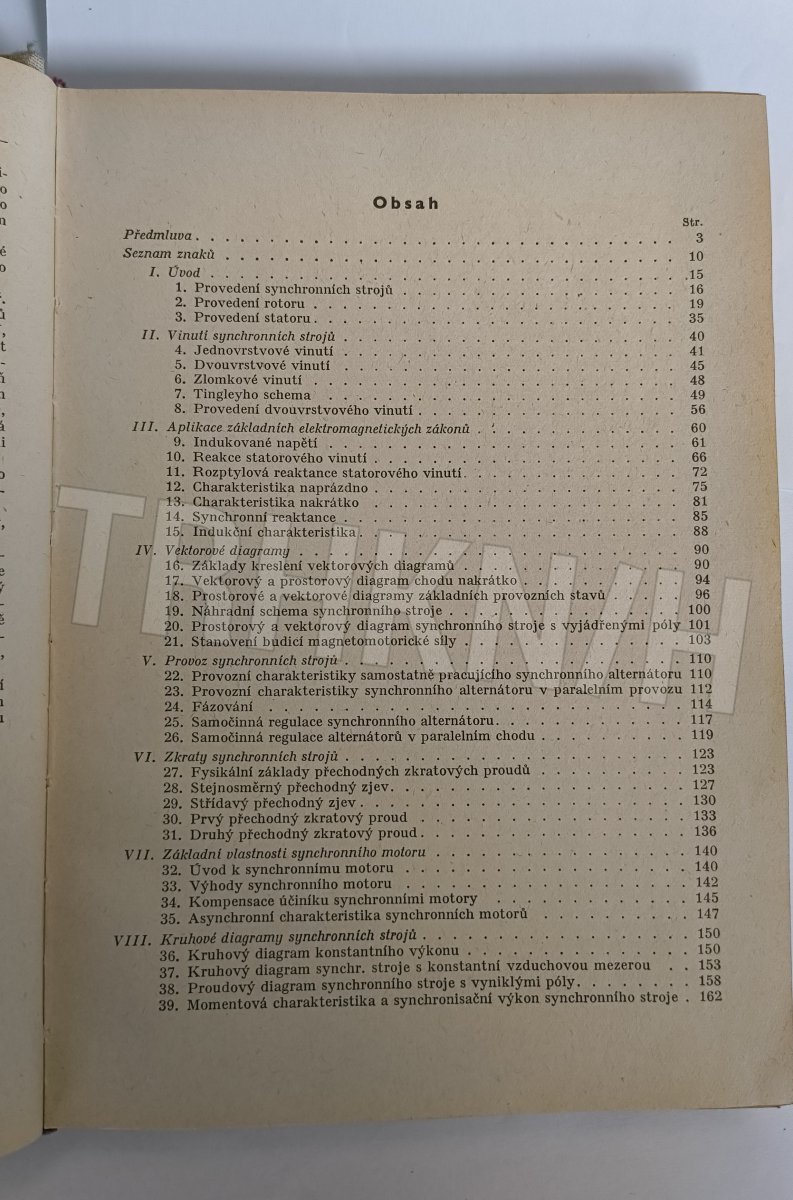 Obsah
Str.
Předmluva . . . . . . . . . . . . . . . . . . . . 3
Seznam znaků . . . . . . . . . . . . . . . . . . . . 10
I. Úvod . . . . . . . . . . . . . . . . . . . . 15
1. Provedení synchronních strojů . . . . . . . . . . . . . . . 16
2. Provedení rotoru . . . . . . . . . . . . . . . . . . 19
3. Provedení statoru . . . . . . . . . . . . . . . . . . 35
II. Vinutí synchronních strojů . . . . . . . . . . . . . . . . 40
4. Jednovrstvové vinutí . . . . . . . . . . . . . . . . . 41
5. Dvouvrstvové vinutí . . . . . . . . . . . . . . . . . 45
6. Zlomkové vinutí . . . . . . . . . . . . . . . . . . 48
7. Tingleyho schema . . . . . . . . . . . . . . . . . . 49
8. Provedení dvouvrstvového vinutí . . . . . . . . . . . . . . 56
III. Aplikace základních elektromagnetických zákonů . . . . . . . . . . 60
9. Indukované napětí . . . . . . . . . . . . . . . . . . 61
10. Reakce statorového vinutí . . . . . . . . . . . . . . . . 66
11. Rozptylová reaktance statorového vinutí . . . . . . . . . . . 72
12. Charakteristika naprázdno . . . . . . . . . . . . . . . . 75
13. Charakteristika nakrátko . . . . . . . . . . . . . . . . 81
14. Synchronní reaktance . . . . . . . . . . . . . . . . . 85
15. Indukční charakteristika . . . . . . . . . . . . . . . . 88
IV. Vektorové diagramy . . . . . . . . . . . . . . . . . . 90
16. Základy kreslení vektorových diagramů . . . . . . . . . . . . 90
17. Vektorový a prostorový diagram chodu nakrátko . . . . . . . . . 94
18. Prostorové a vektorové diagramy základních provozních stavů . . . . . 96
19. Náhradní schema synchronního stroje . . . . . . . . . . . . 100
20. Prostorový a vektorový diagram synchronního stroje s vyjádřenými póly 101
21. Stanovení budicí magnetomotorické síly . . . . . . . . . . . 103
V. Provoz synchronních strojů . . . . . . . . . . . . . . . . 110
22. Provozní charakteristiky samostatně pracujícího synchronního alternátoru 110
23. Provozní charakteristiky synchronního alternátoru v paralelním provozu 112
24. Fázování . . . . . . . . . . . . . . . . . . . . 114
25. Samočinná regulace synchronního alternátoru . . . . . . . . . . 117
26. Samočinná regulace alternátorů v paralelním chodu . . . . . . . . 119
VI. Zkraty synchronních strojů . . . . . . . . . . . . . . . . 123
27. Fysikální základy přechodných zkratových proudů . . . . . . . . 123
28. Stejnosměrný přechodný zjev . . . . . . . . . . . . . . . 127
29. Střídavý přechodný zjev . . . . . . . . . . . . . . . . 130
30. Prvý přechodný zkratový proud . . . . . . . . . . . . . . 133
31. Druhý přechodný zkratový proud . . . . . . . . . . . . . . 136
VII. Základní vlastnosti synchronního motoru . . . . . . . . . . . . 140
32. Úvod k synchronnímu motoru . . . . . . . . . . . . . . . 140
33. Výhody synchronního motoru . . . . . . . . . . . . . . . 142
34. Kompensace účiníku synchronními motory . . . . . . . . . . . 145
35. Asynchronní charakteristika synchronních motorů . . . . . . . . . 147
VIII. Kruhové diagramy synchronních strojů . . . . . . . . . . . . . 150
36. Kruhový diagram konstantního výkonu . . . . . . . . . . . . 150
37. Kruhový diagram synchr. stroje s konstantní vzduchovou mezerou . . 153
38. Proudový diagram synchronního stroje s vyniklými póly . . . . . . . 158
39. Momentová charakteristika a synchronisační výkon synchronního stroje . 162